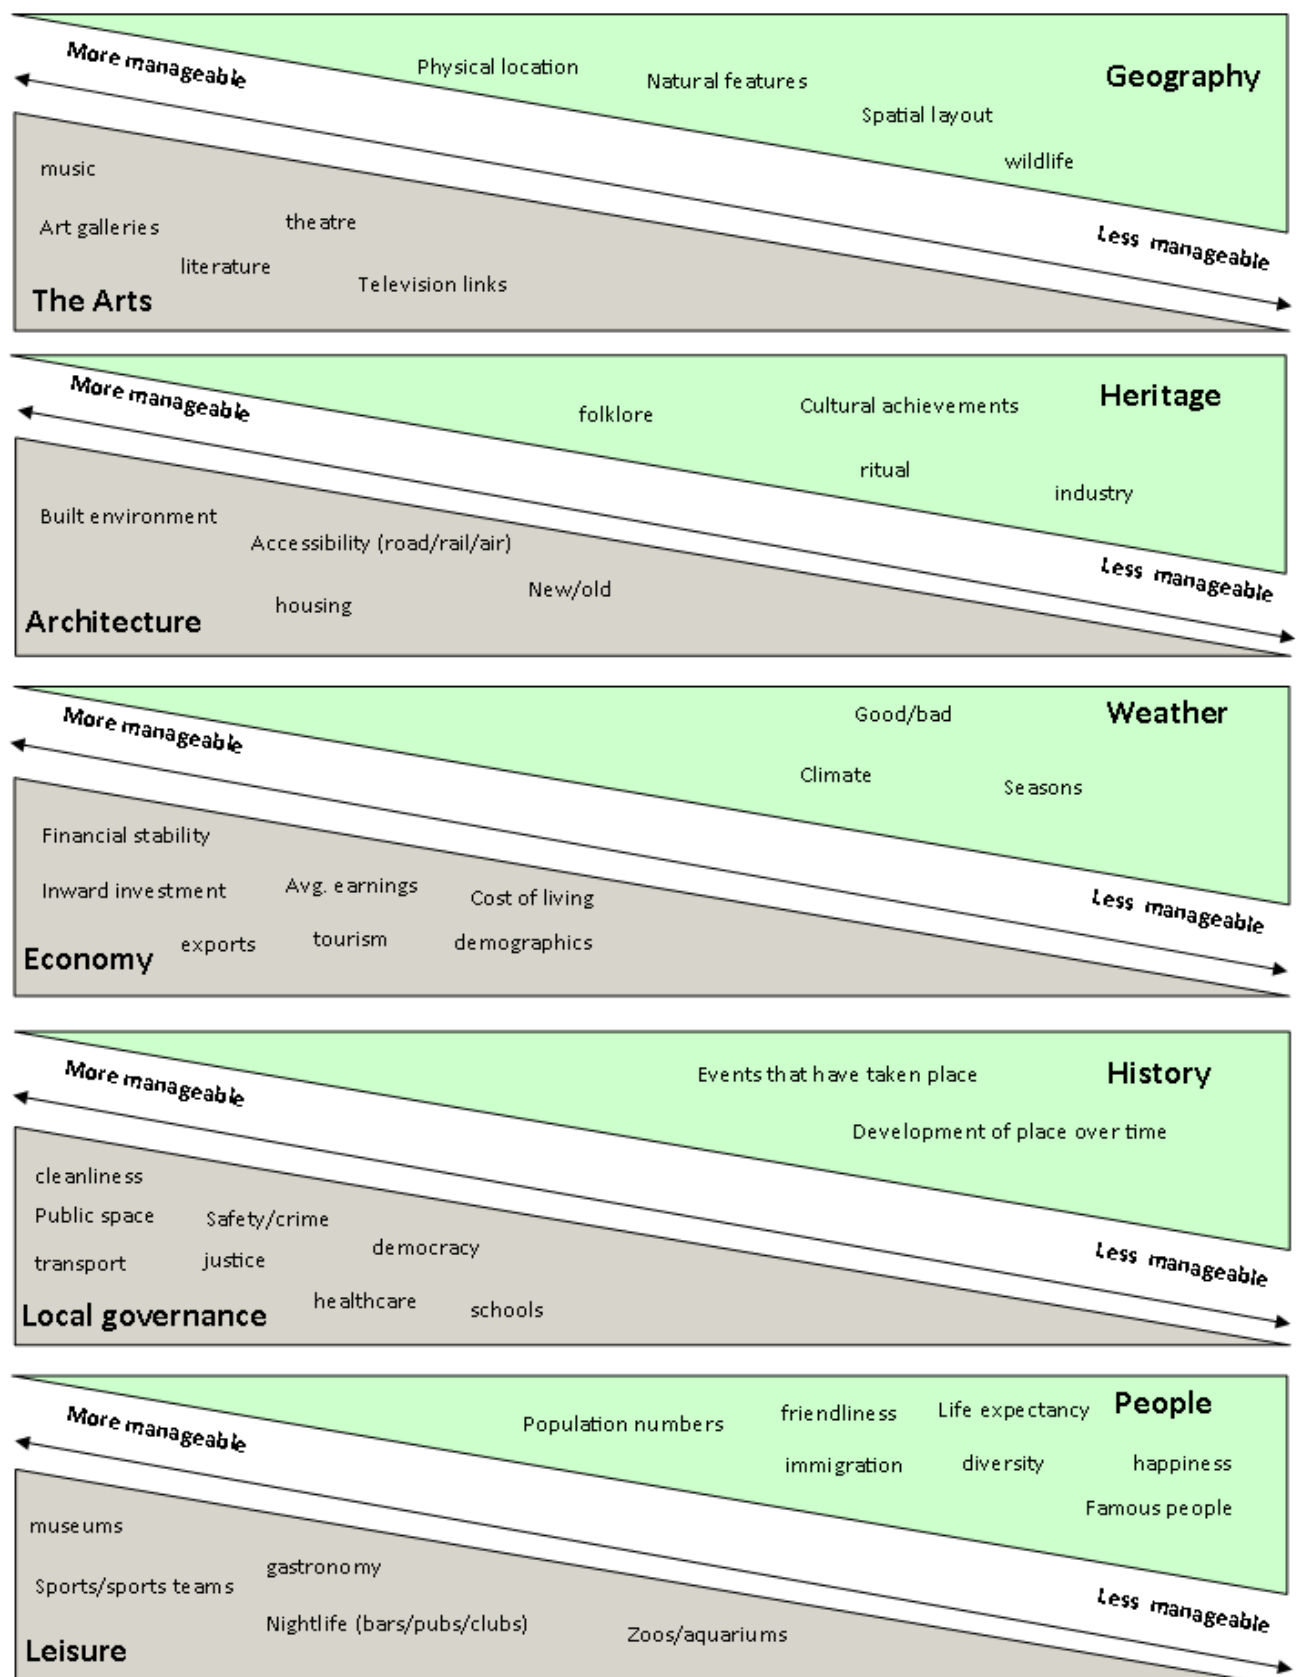 More manageable
Physical location
Natural features
Geography
Spatial layout
wildlife
music
Art galleries
theatre
literature
Television links
The Arts
Less manageable
More manageable
folklore
Cultural achievements
Heritage
ritual
industry
Built environment
Accessibility (road/rail/air)
New/old
housing
Architecture
Less manageable
More manageable
Good/bad
Weather
Climate
Seasons
Financial stability
Inward investment
Avg. earnings
Cost of living
exports
tourism
demographics
Economy
Less manageable
More manageable
Events that have taken place
History
Development of place over time
cleanliness
Public space
Safety/crime
transport
justice
democracy
healthcare
schools
Local governance
Less manageable
More manageable
Population numbers
friendliness
Life expectancy
People
immigration
diversity
happiness
Famous people
museums
Sports/sports teams
gastronomy
Nightlife (bars/pubs/clubs)
Zoos/aquariums
Leisure
Less manageable